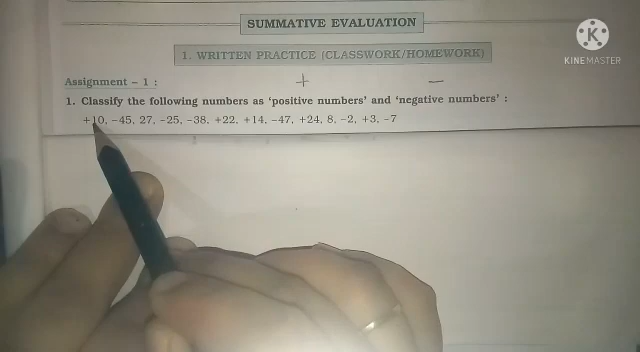 SUMMATIVE EVALUATION
1. WRITTEN PRACTICE (CLASSWORK/HOMEWORK)
Assignment – 1 :
+ −
1. Classify the following numbers as 'positive numbers' and 'negative numbers' :
+10, −45, 27, −25, −38, +22, +14, −47, +24, 8, −2, +3, −7
K
KINEMASTER